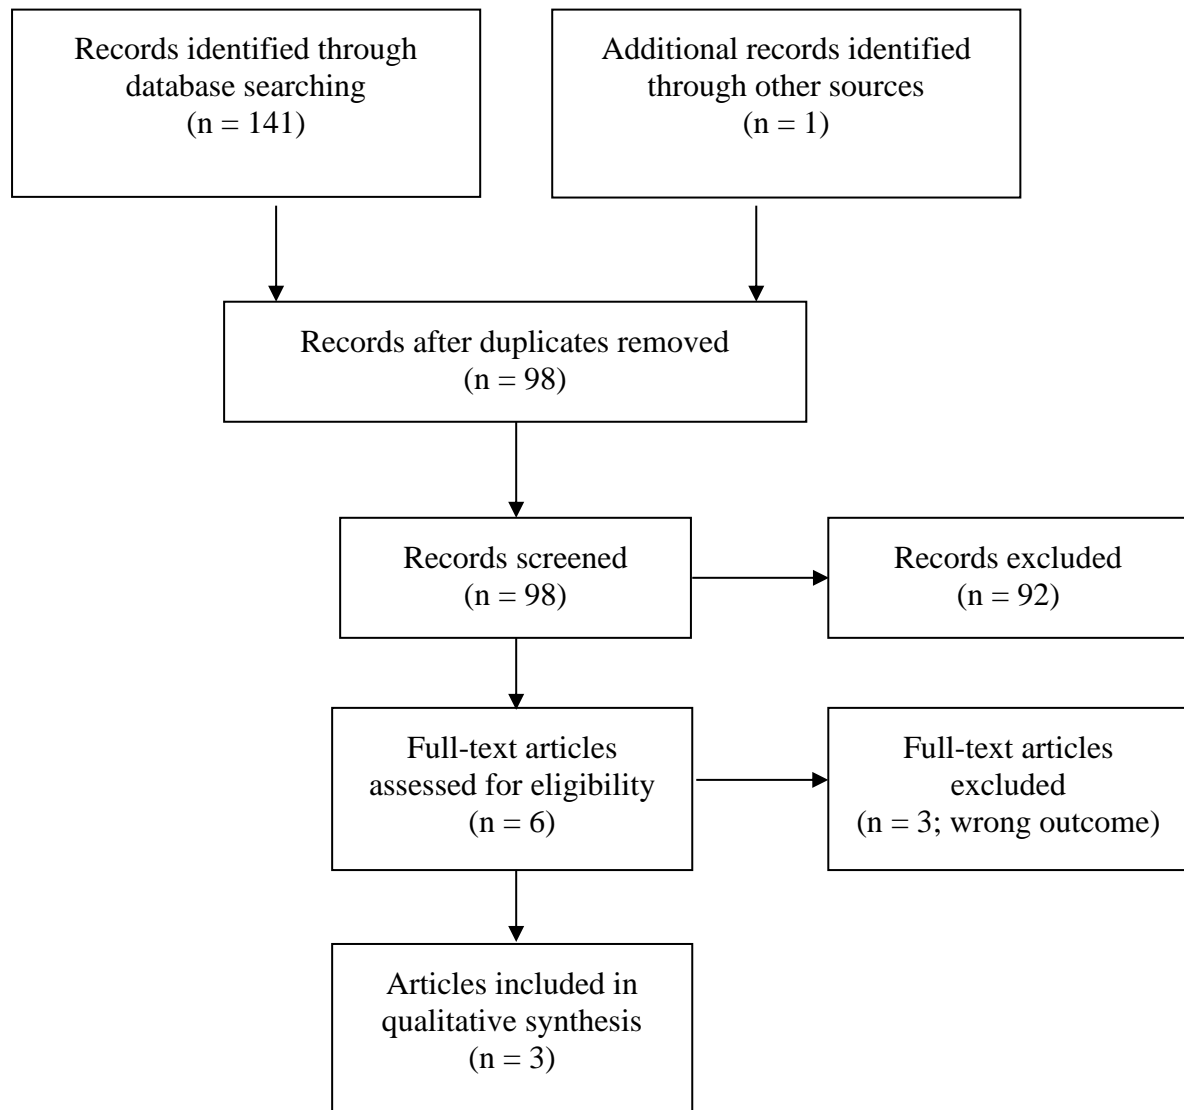 Records identified through
database searching
(n = 141)
Additional records identified
through other sources
(n = 1)
Records after duplicates removed
(n = 98)
Records screened
(n = 98)
Records excluded
(n = 92)
Full-text articles
assessed for eligibility
(n = 6)
Full-text articles
excluded
(n = 3; wrong outcome)
Articles included in
qualitative synthesis
(n = 3)